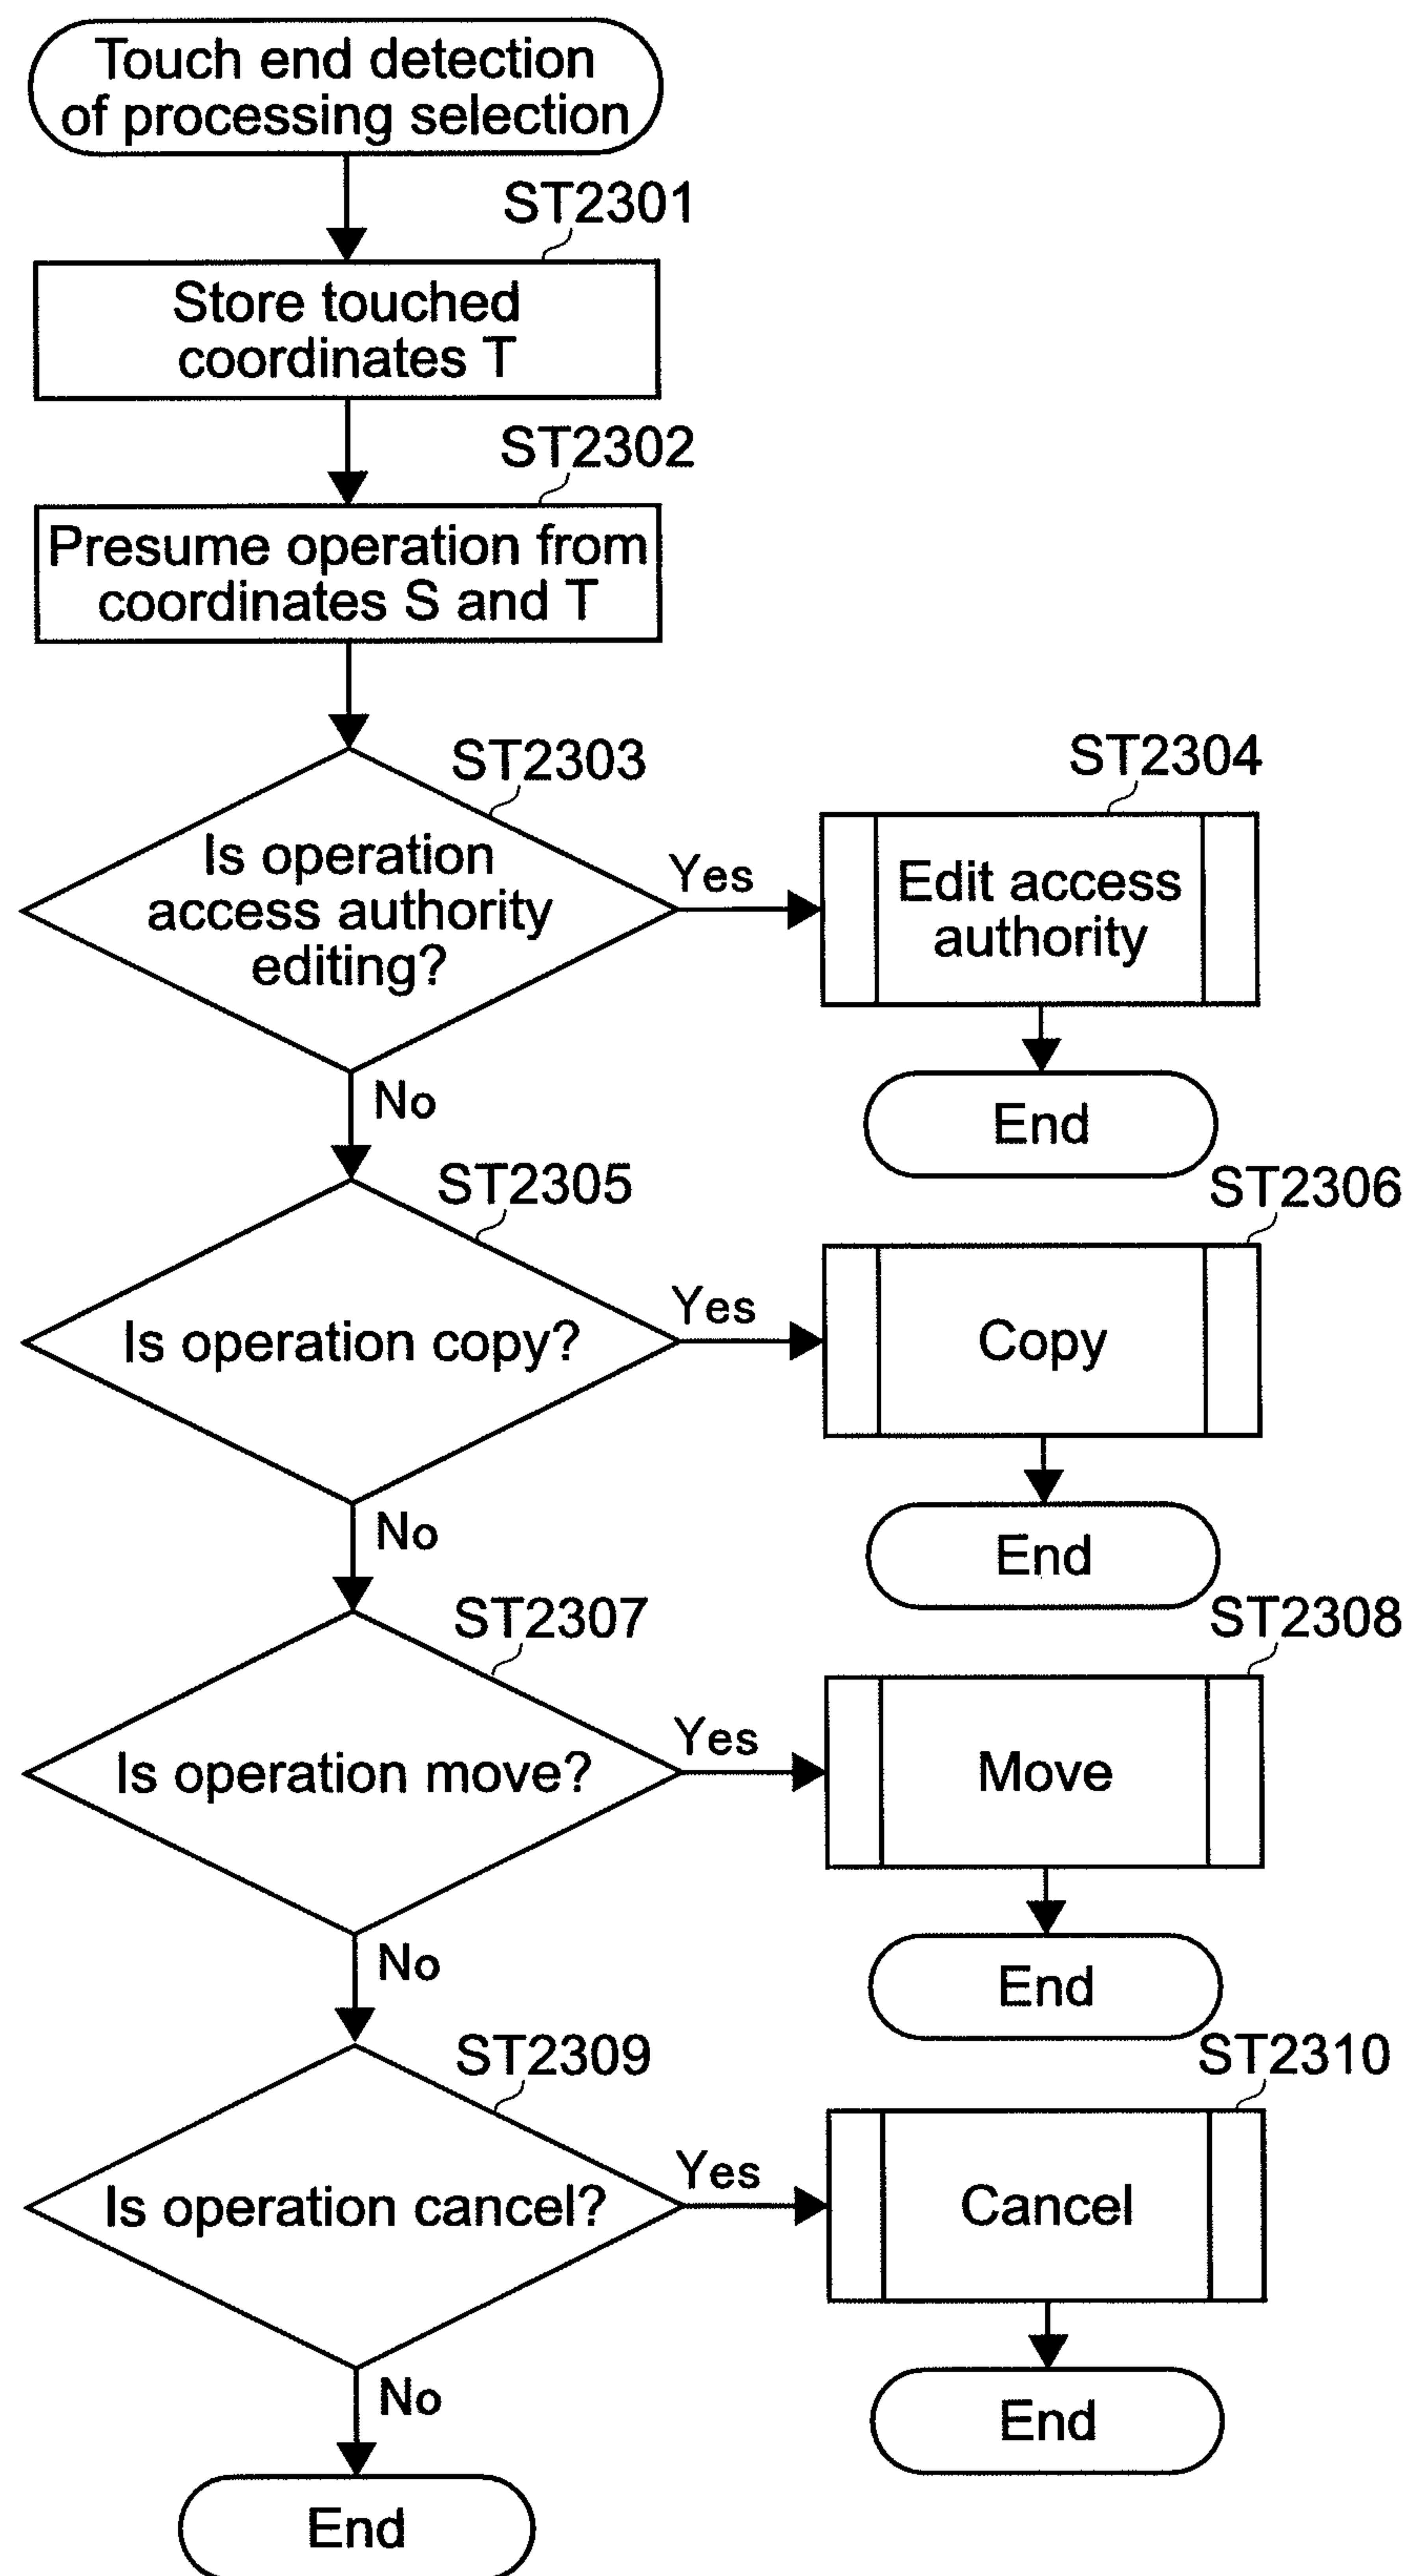 Touch end detection
of processing selection
ST2301
Store touched
coordinates T
ST2302
Presume operation from
coordinates S and T
ST2303
Is operation
access authority
editing?
Yes
ST2304
Edit access
authority
End
No
ST2305
Is operation copy?
Yes
ST2306
Copy
End
No
ST2307
Is operation move?
Yes
ST2308
Move
End
No
ST2309
Is operation cancel?
Yes
ST2310
Cancel
End
No
End